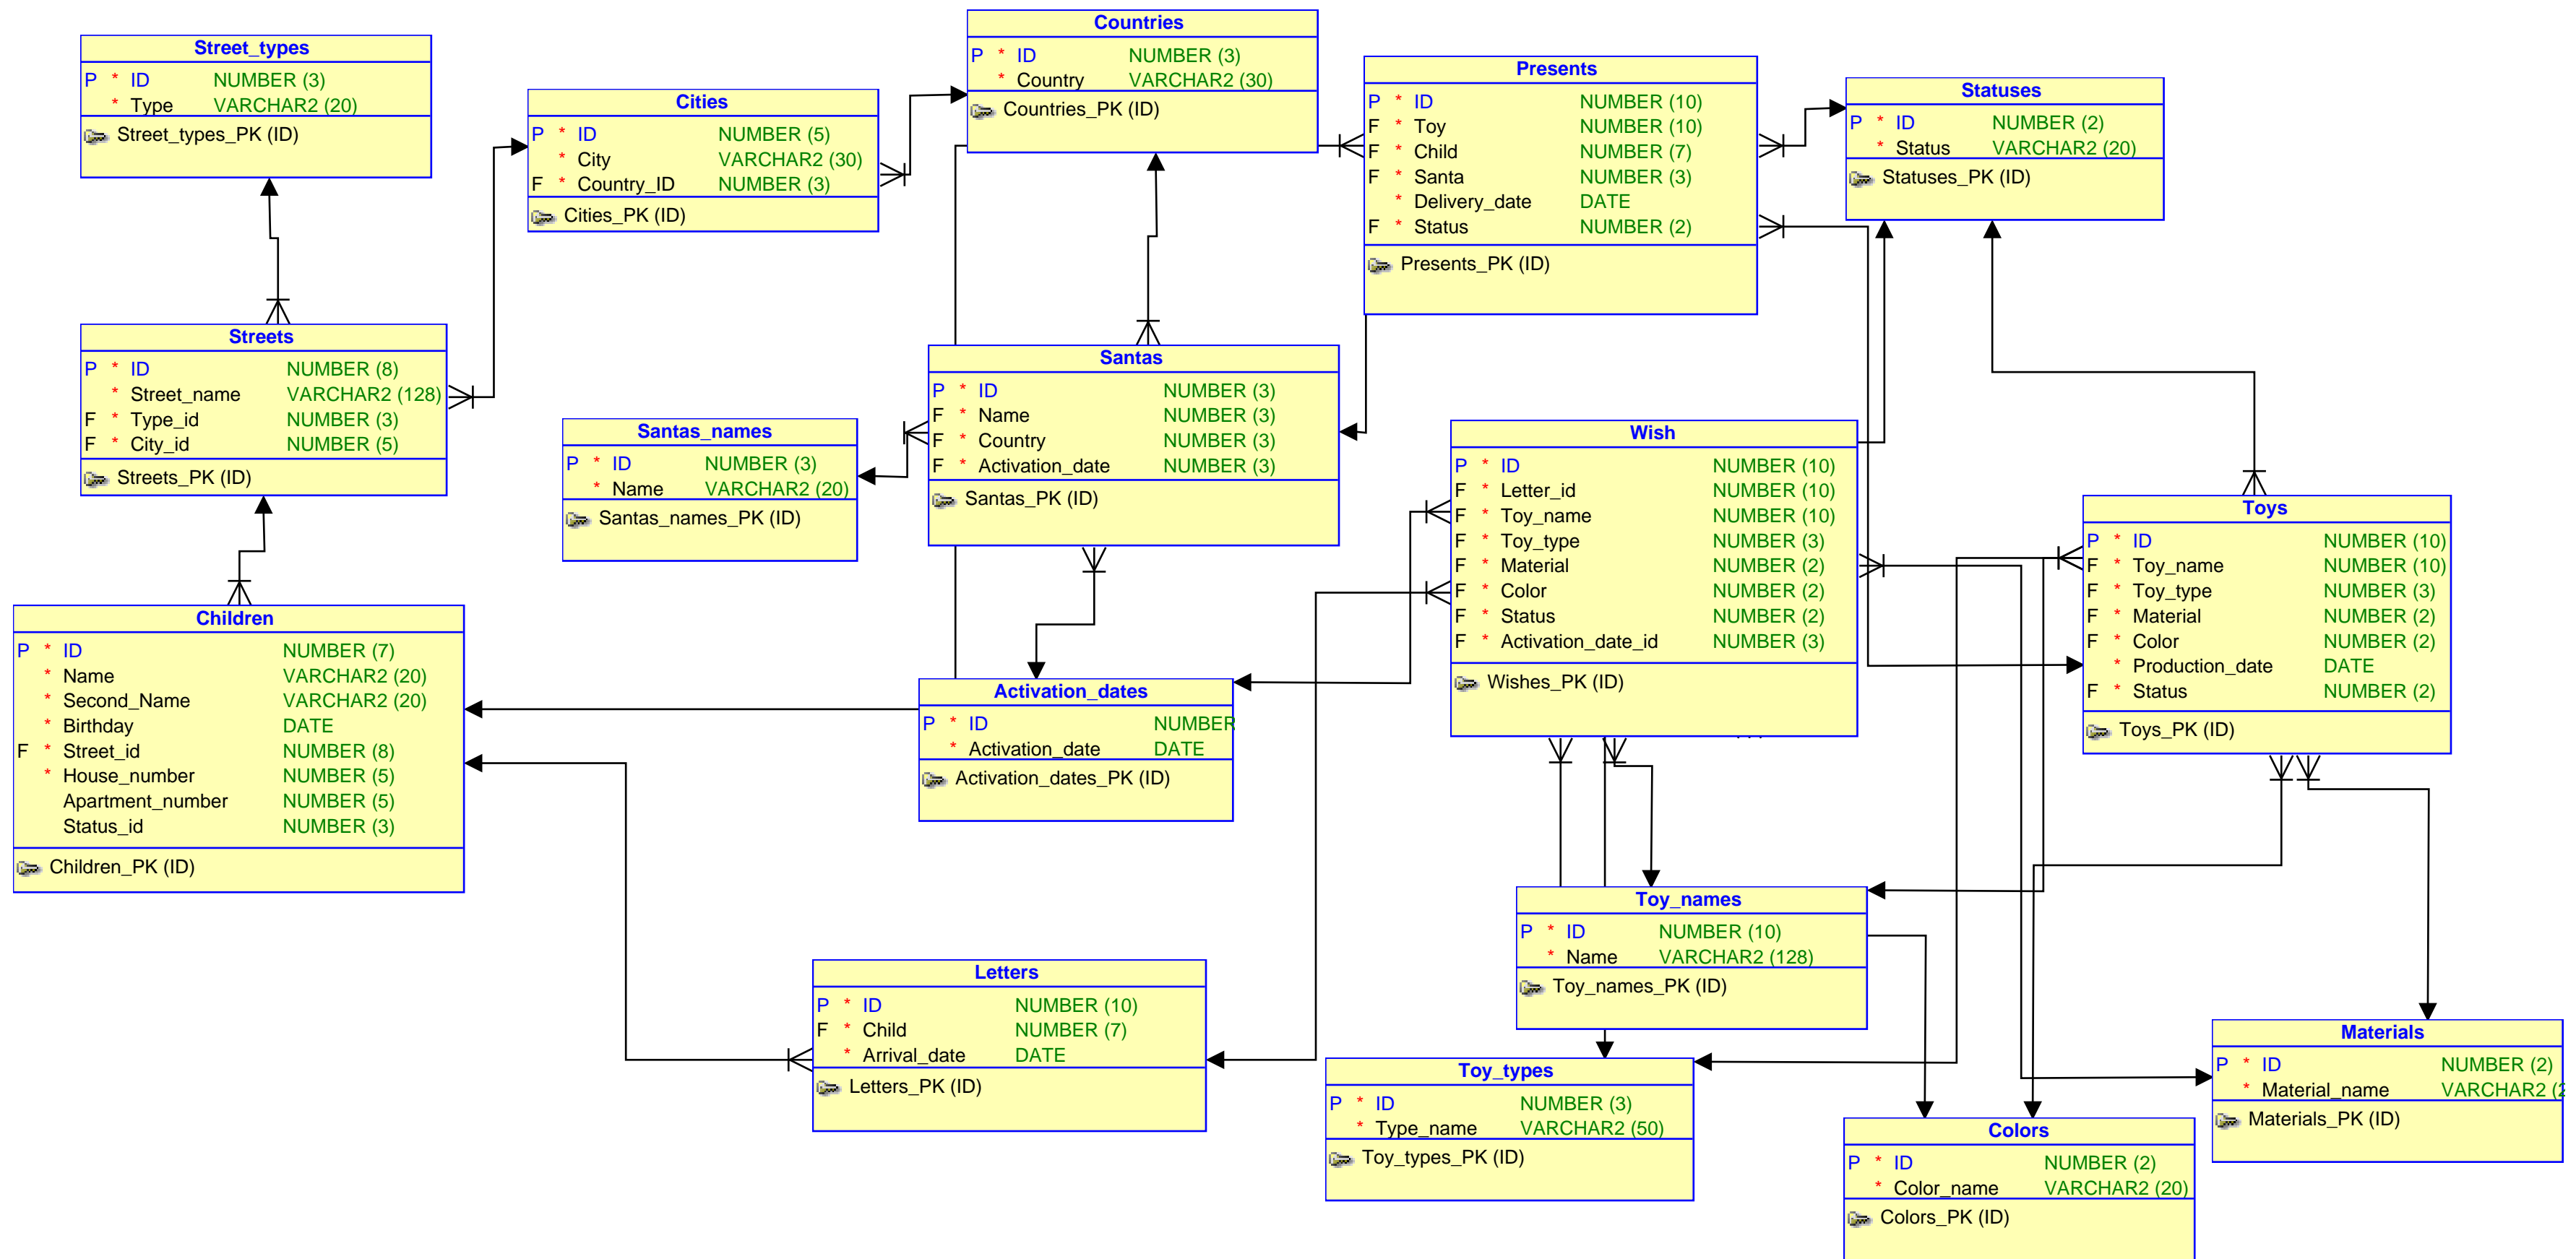 Street_types
P * ID NUMBER (3)
* Type VARCHAR2 (20)
Street_types_PK (ID)
Cities
P * ID NUMBER (5)
* City VARCHAR2 (30)
F * Country_ID NUMBER (3)
Cities_PK (ID)
Countries
P * ID NUMBER (3)
* Country VARCHAR2 (30)
Countries_PK (ID)
Presents
P * ID NUMBER (10)
F * Toy NUMBER (10)
F * Child NUMBER (7)
F * Santa NUMBER (3)
* Delivery_date DATE
F * Status NUMBER (2)
Presents_PK (ID)
Statuses
P * ID NUMBER (2)
* Status VARCHAR2 (20)
Statuses_PK (ID)
Streets
P * ID NUMBER (8)
* Street_name VARCHAR2 (128)
F * Type_id NUMBER (3)
F * City_id NUMBER (5)
Streets_PK (ID)
Santas_names
P * ID NUMBER (3)
* Name VARCHAR2 (20)
Santas_names_PK (ID)
Santas
P * ID NUMBER (3)
F * Name NUMBER (3)
F * Country NUMBER (3)
F * Activation_date NUMBER (3)
Santas_PK (ID)
Wish
P * ID NUMBER (10)
F * Letter_id NUMBER (10)
F * Toy_name NUMBER (10)
F * Toy_type NUMBER (3)
F * Material NUMBER (2)
F * Color NUMBER (2)
F * Status NUMBER (2)
F * Activation_date_id NUMBER (3)
Wishes_PK (ID)
Toys
P * ID NUMBER (10)
F * Toy_name NUMBER (10)
F * Toy_type NUMBER (3)
F * Material NUMBER (2)
F * Color NUMBER (2)
* Production_date DATE
F * Status NUMBER (2)
Toys_PK (ID)
Children
P * ID NUMBER (7)
* Name VARCHAR2 (20)
* Second_Name VARCHAR2 (20)
* Birthday DATE
F * Street_id NUMBER (8)
* House_number NUMBER (5)
Apartment_number NUMBER (5)
Status_id NUMBER (3)
Children_PK (ID)
Activation_dates
P * ID NUMBER
* Activation_date DATE
Activation_dates_PK (ID)
Letters
P * ID NUMBER (10)
F * Child NUMBER (7)
* Arrival_date DATE
Letters_PK (ID)
Toy_names
P * ID NUMBER (10)
* Name VARCHAR2 (128)
Toy_names_PK (ID)
Toy_types
P * ID NUMBER (3)
* Type_name VARCHAR2 (50)
Toy_types_PK (ID)
Materials
P * ID NUMBER (2)
* Material_name VARCHAR2
Materials_PK (ID)
Colors
P * ID NUMBER (2)
* Color_name VARCHAR2 (20)
Colors_PK (ID)